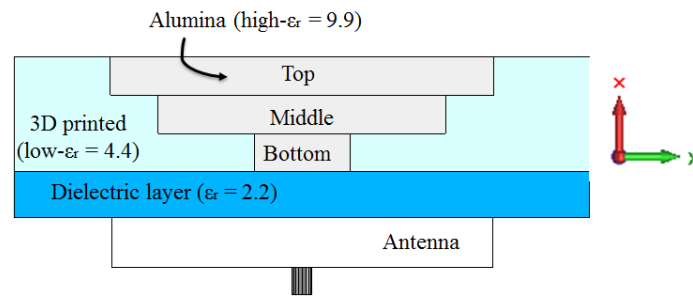 Alumina (high-εr = 9.9)
Top
Middle
3D printed
(low-εr = 4.4)
Bottom
Dielectric layer (εr = 2.2)
Antenna
X
Y